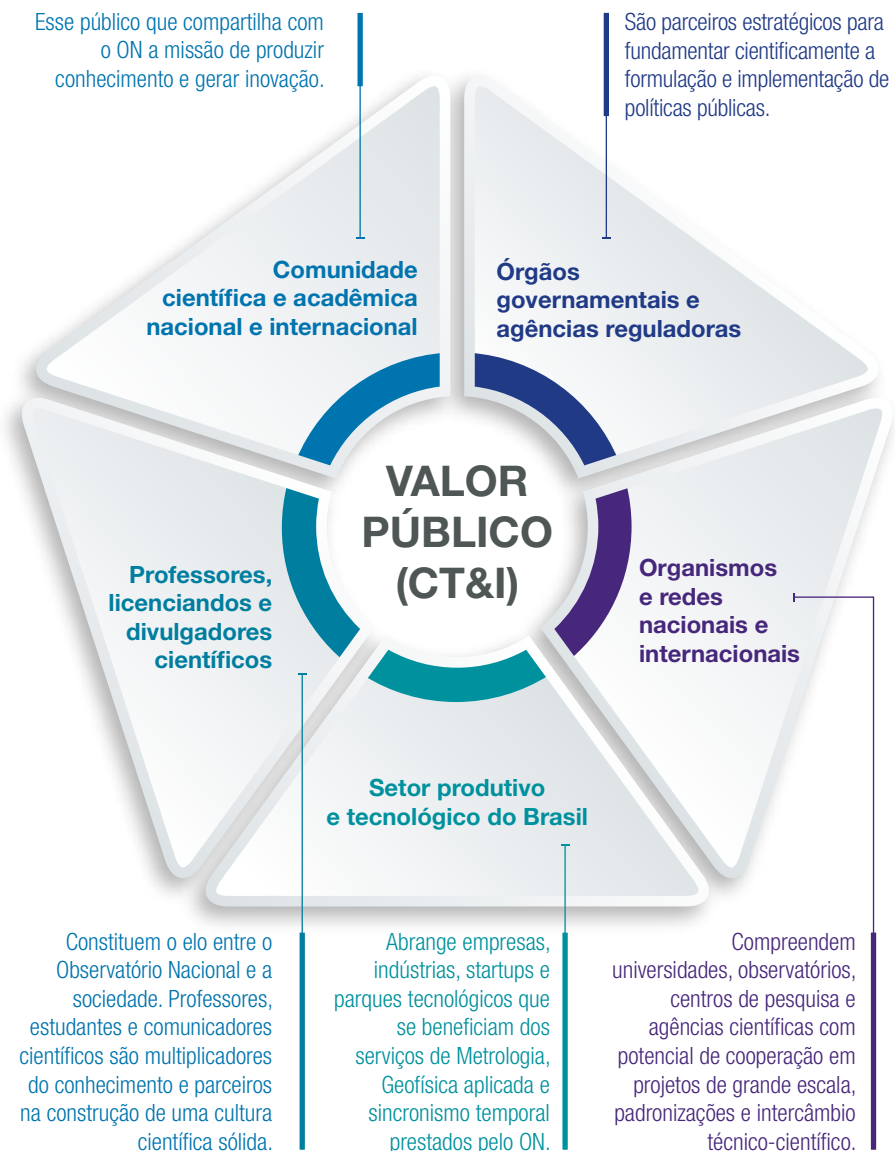 Esse público que compartilha com
o ON a missão de produzir
conhecimento e gerar inovação.
São parceiros estratégicos para
fundamentar cientificamente a
formulação e implementação de
políticas públicas.
Comunidade
científica e acadêmica
nacional e internacional
Órgãos
governamentais e
agências reguladoras
VALOR
PÚBLICO
(CT&I)
Professores,
licenciandos e
divulgadores
científicos
Organismos
e redes
nacionais e
internacionais
Setor produtivo
e tecnológico do Brasil
Constituem o elo entre o
Observatório Nacional e a
sociedade. Professores,
estudantes e comunicadores
científicos são multiplicadores
do conhecimento e parceiros
na construção de uma cultura
científica sólida.
Abrange empresas,
indústrias, startups e
parques tecnológicos que
se beneficiam dos
serviços de Metrologia,
Geofísica aplicada e
sincronismo temporal
prestados pelo ON.
Compreendem
universidades, observatórios,
centros de pesquisa e
agências científicas com
potencial de cooperação em
projetos de grande escala,
padronizações e intercâmbio
técnico-científico.